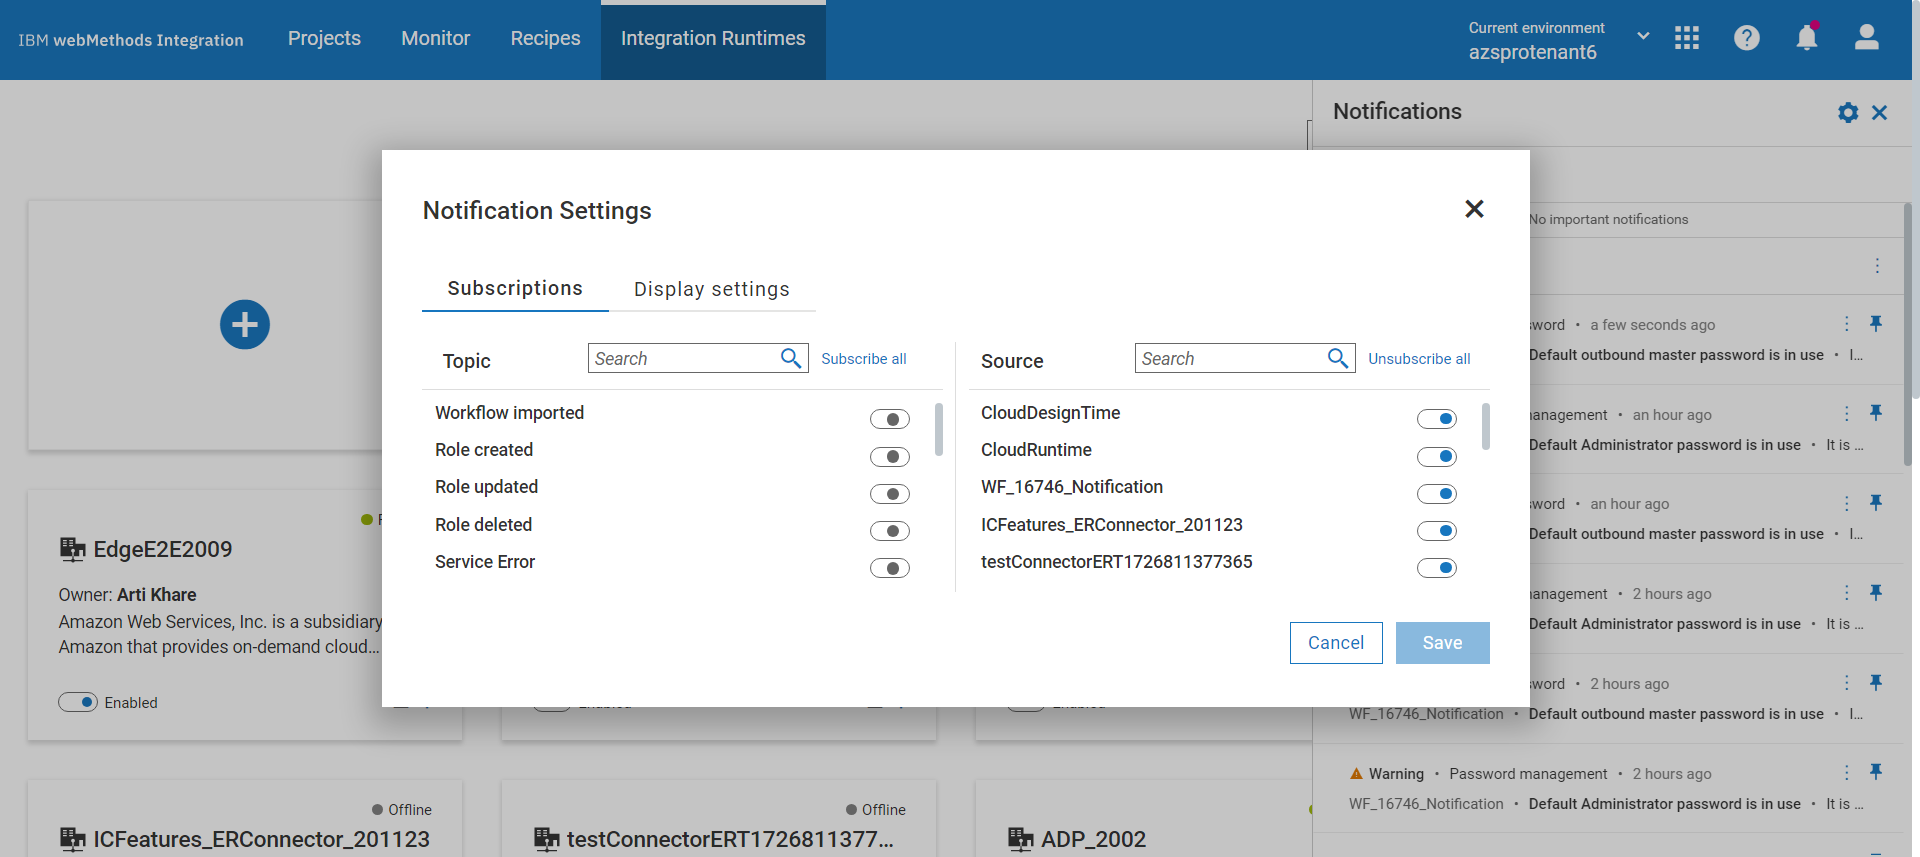 IBM webMethods Integration
Projects
Monitor
Recipes
Integration Runtimes
Current environment
azsprotenant6
Notifications
Notification Settings
No important notifications
Subscriptions
Display settings
Topic
Search
Subscribe all
Source
Search
Unsubscribe all
Workflow imported
Role created
Role updated
Role deleted
Service Error
CloudDesignTime
CloudRuntime
WF_16746_Notification
ICFeatures_ERConnector_201123
testConnectorERT1726811377365
Cancel
Save
• a few seconds ago
Default outbound master password is in use • I...
• an hour ago
Default Administrator password is in use • It is ...
• an hour ago
Default outbound master password is in use • I...
• 2 hours ago
Default Administrator password is in use • It is ...
• 2 hours ago
WF_16746_Notification • Default outbound master password is in use • I...
Warning • Password management • 2 hours ago
WF_16746_Notification • Default Administrator password is in use • It is ...
EdgeE2E2009
Owner: Arti Khare
Amazon Web Services, Inc. is a subsidiary
Amazon that provides on-demand cloud...
Enabled
Offline
ICFeatures_ERConnector_201123
Offline
testConnectorERT1726811377...
ADP_2002